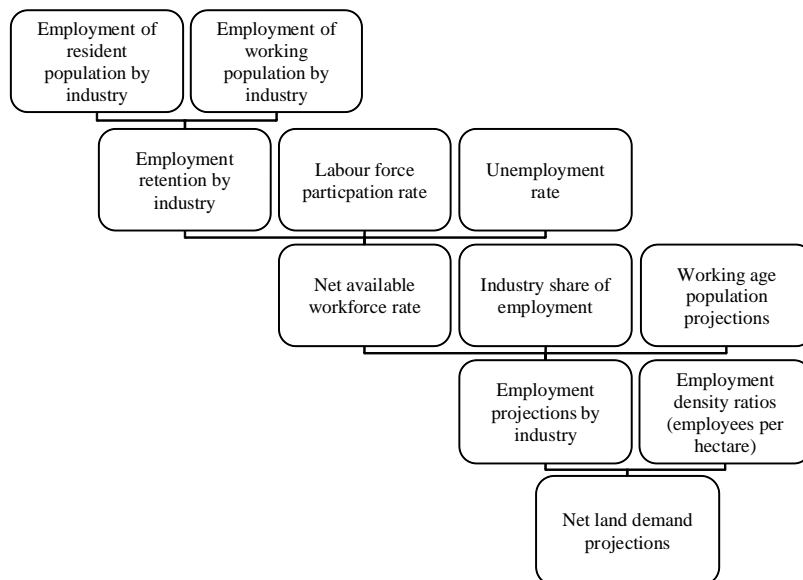 Employment of
resident
population by
industry
Employment of
working
population by
industry
Employment
retention by
industry
Labour force
particpation rate
Unemployment
rate
Net available
workforce rate
Industry share of
employment
Working age
population
projections
Employment
projections by
industry
Employment
density ratios
(employees per
hectare)
Net land demand
projections